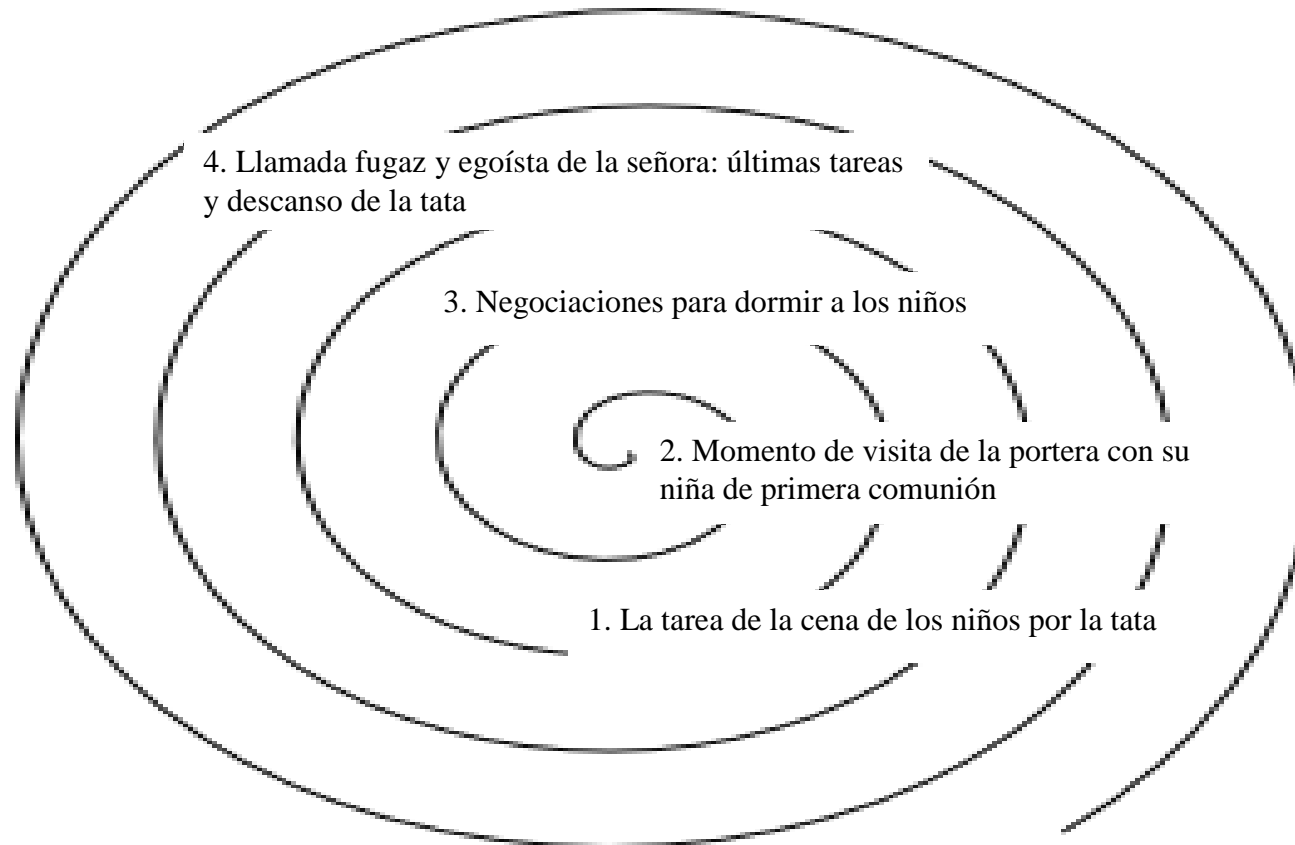 4. Llamada fugaz y egoísta de la señora: últimas tareas
y descanso de la tata
3. Negociaciones para dormir a los niños
2. Momento de visita de la portera con su
niña de primera comunión
1. La tarea de la cena de los niños por la tata